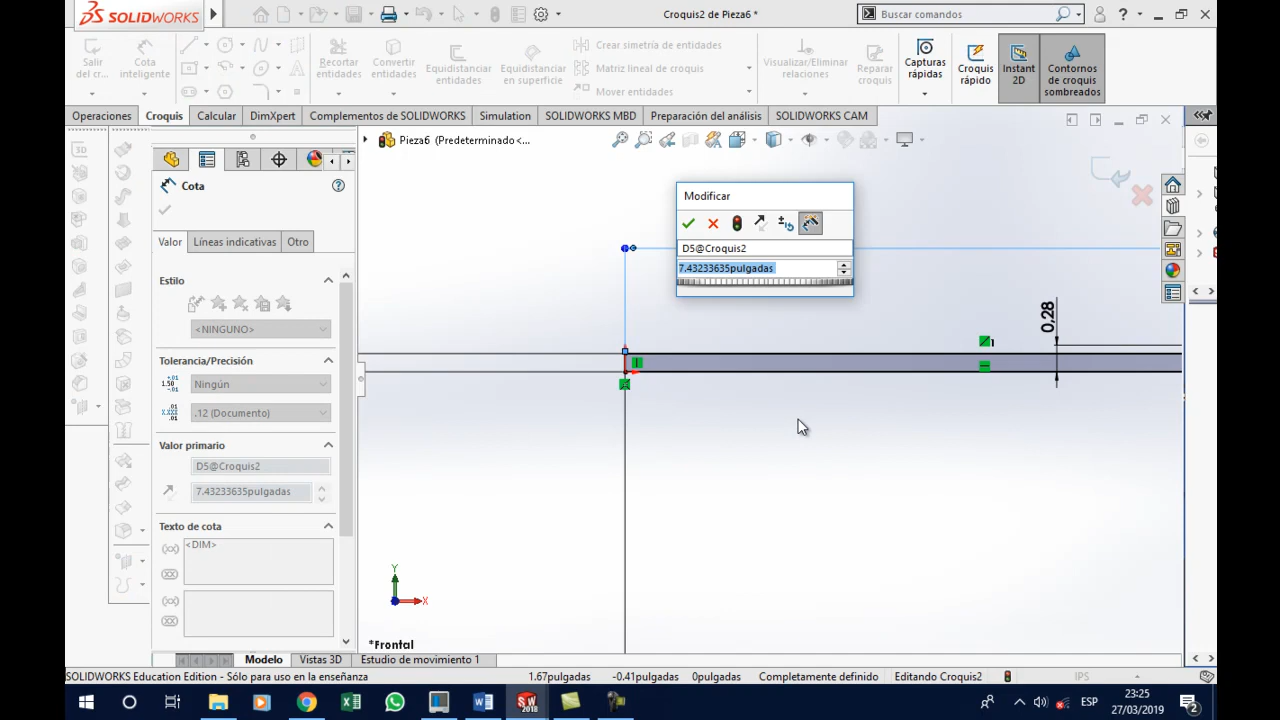 SOLIDWORKS
Croquis2 de Pieza6 *
Buscar comandos
Salir del cr...
Cota inteligente
Recortar entidades
Convertir entidades
Equidistanciar entidades
Equidistanciar en superficie
Crear simetría de entidades
Matriz lineal de croquis
Mover entidades
Visualizar/Eliminar relaciones
Reparar croquis
Capturas rápidas
Croquis rápido
Instant 2D
Contornos de croquis sombreados
Operaciones
Croquis
Calcular
DimXpert
Complementos de SOLIDWORKS
Simulation
SOLIDWORKS MBD
Preparación del análisis
SOLIDWORKS CAM
Pieza6 (Predeterminado<...
Cota
Valor
Líneas indicativas
Otro
Estilo
<NINGUNO>
Tolerancia/Precisión
Ningún
.12 (Documento)
Valor primario
D5@Croquis2
7.43233635pulgadas
Texto de cota
<DIM>
Modificar
D5@Croquis2
7.43233635pulgadas
0,28
1
Y
X
*Frontal
Modelo
Vistas 3D
Estudio de movimiento 1
SOLIDWORKS Education Edition - Sólo para uso en la enseñanza
1.67pulgadas
-0.41pulgadas
0pulgadas
Completamente definido
Editando Croquis2
IPS
ESP
23:25
27/03/2019
2